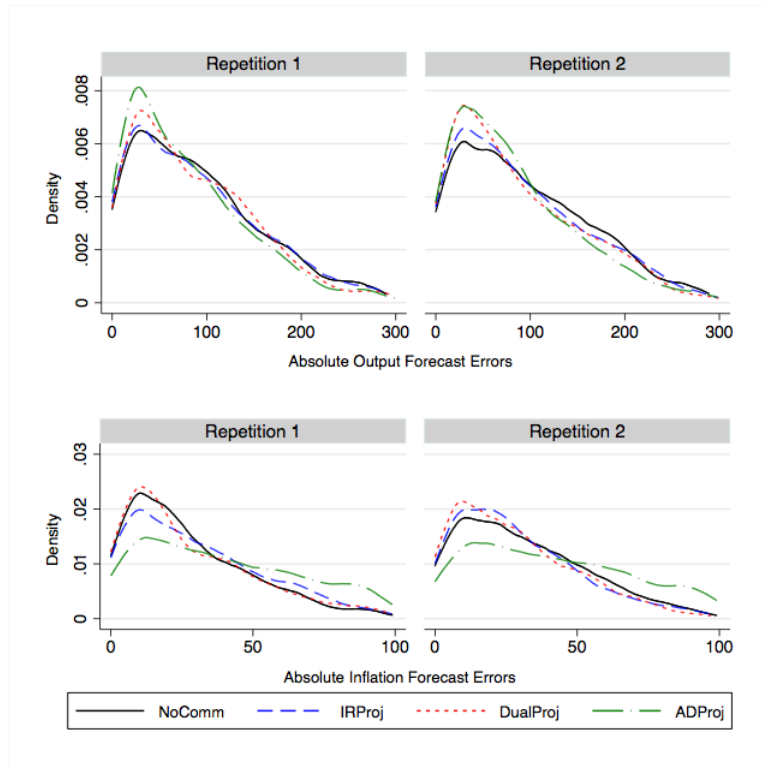 Repetition 1 Repetition 2
.008
.006
.004
.002
0
Density
0 100 200 300 0 100 200 300
Absolute Output Forecast Errors
Repetition 1 Repetition 2
.03
.02
.01
0
Density
0 50 100 0 50 100
Absolute Inflation Forecast Errors
NoComm IRProj DualProj ADProj